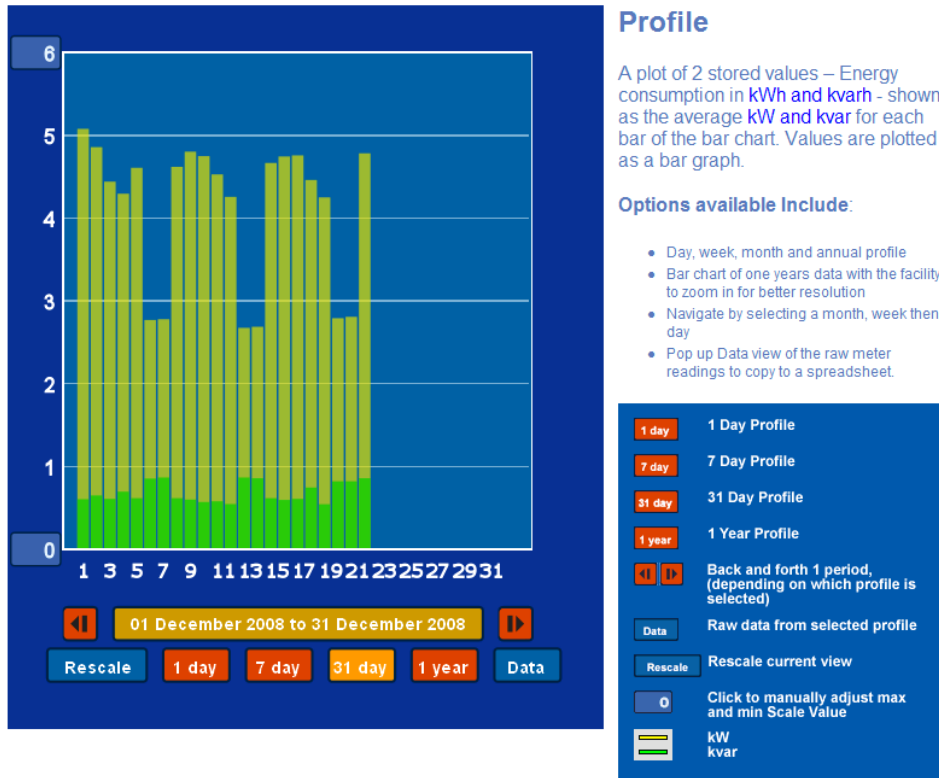 6
5
4
3
2
1
0
1 3 5 7 9 11 13 15 17 19 21 23 25 27 29 31
01 December 2008 to 31 December 2008
Rescale 1 day 7 day 31 day 1 year Data
Profile
A plot of 2 stored values – Energy
consumption in kWh and kvarh - shown
as the average kW and kvar for each
bar of the bar chart. Values are plotted
as a bar graph.
Options available Include:
• Day, week, month and annual profile
• Bar chart of one years data with the facility
to zoom in for better resolution
• Navigate by selecting a month, week then
day
• Pop up Data view of the raw meter
readings to copy to a spreadsheet.
1 day 1 Day Profile
7 day 7 Day Profile
31 day 31 Day Profile
1 year 1 Year Profile
Back and forth 1 period,
(depending on which profile is
selected)
Data Raw data from selected profile
Rescale Rescale current view
0 Click to manually adjust max
and min Scale Value
kW
kvar